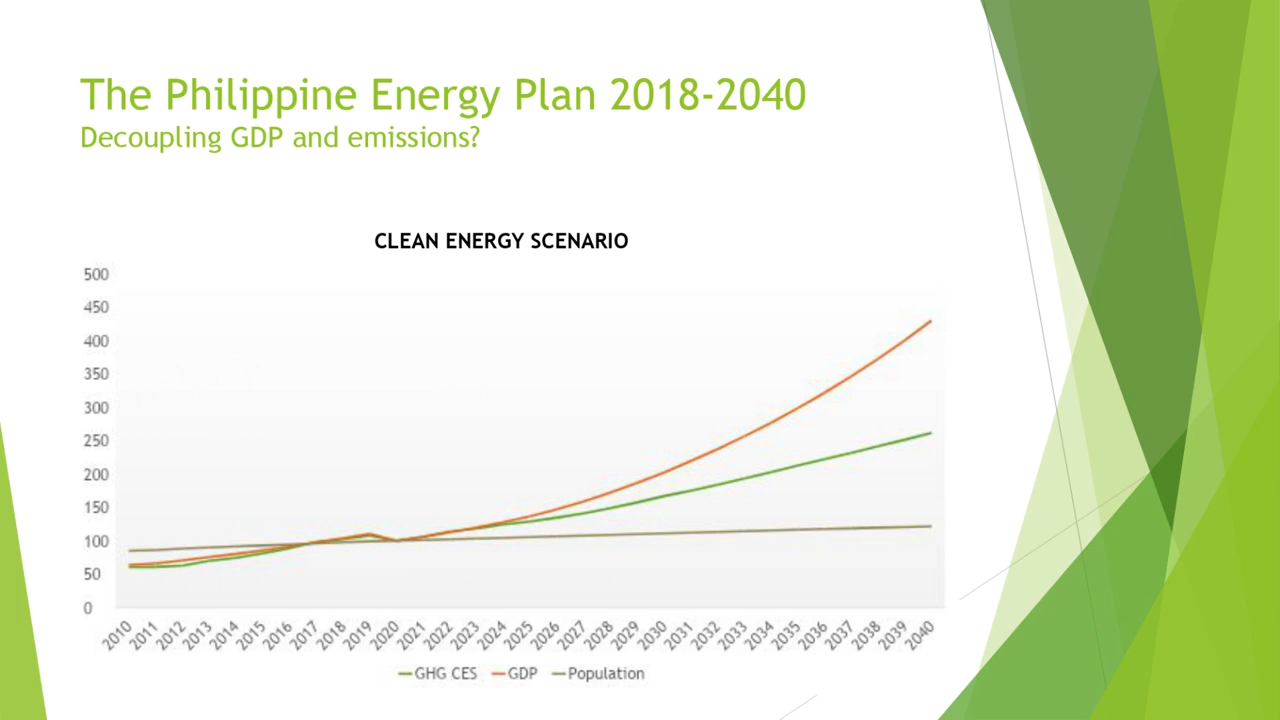 The Philippine Energy Plan 2018-2040
Decoupling GDP and emissions?
CLEAN ENERGY SCENARIO
500
450
400
350
300
250
200
150
100
50
0
2010 2011 2012 2013 2014 2015 2016 2017 2018 2019 2020 2021 2022 2023 2024 2025 2026 2027 2028 2029 2030 2031 2032 2033 2034 2035 2036 2037 2038 2039 2040
GHG CES GDP Population